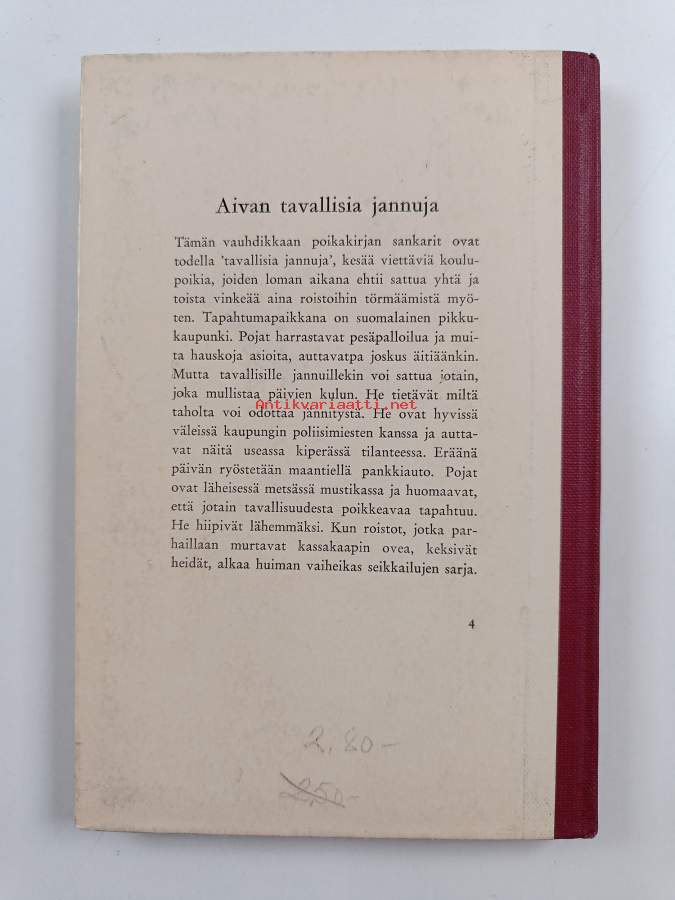 Aivan tavallisia jannuja
Tämän vauhdikkaan poikakirjan sankarit ovat
todella 'tavallisia jannuja', kesää viettäviä koulu-
poikia, joiden loman aikana ehtii sattua yhtä ja
toista vinkeää aina roistoihin törmäämistä myö-
ten. Tapahtumapaikkana on suomalainen pikku-
kaupunki. Pojat harrastavat pesäpalloilua ja mui-
ta hauskoja asioita, auttavatpa joskus äitiäänkin.
Mutta tavallisille jannuillekin voi sattua jotain,
joka mullistaa päivien kulun. He tietävät miltä
Antikvariaatti.net
taholta voi odottaa jännitystä. He ovat hyvissä
väleissä kaupungin poliisimiesten kanssa ja autta-
vat näitä useassa kiperässä tilanteessa. Eräänä
päivän ryöstetään maantiellä pankkiauto. Pojat
ovat läheisessä metsässä mustikassa ja huomaavat,
että jotain tavallisuudesta poikkeavaa tapahtuu.
He hiipivät lähemmäksi. Kun roistot, jotka par-
haillaan murtavat kassakaapin ovea, keksivät
heidät, alkaa huiman vaiheikas seikkailujen sarja.
4
2,80-
2,50-